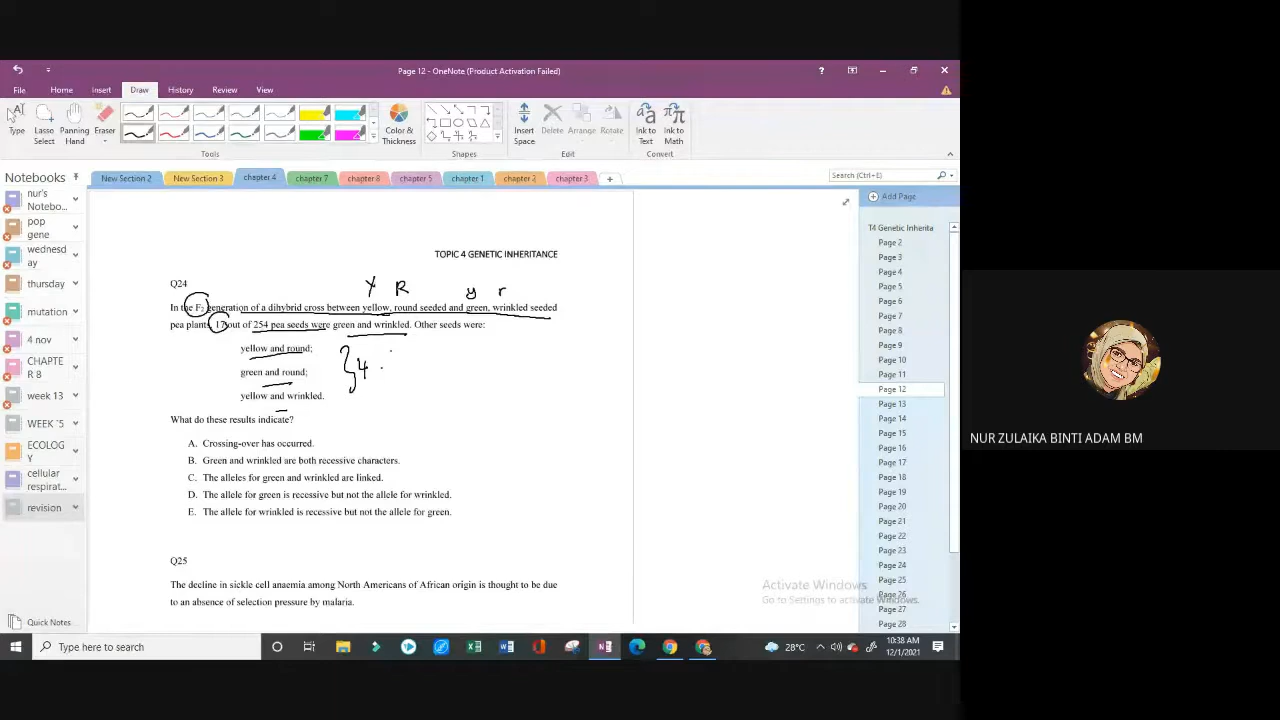 Page 12 - OneNote (Product Activation Failed)
?
File Home Insert Draw History Review View
Type
Lasse Select
Panning Hand
Eraser
Color & Thickness
Insert Space
Delete
Arrange
Rotate
Ink to Text
Ink to Math
Tools
Shapes
Edit
Convert
Notebooks
New Section 2 New Section 3 chapter 4 chapter 7 chapter 8 chapter 5 chapter 1 chapter 2 chapter 3 +
Search (Ctrl+E)
nur's Notebo...
pop gene
wednesday
thursday
mutation
4 nov
CHAPTER 8
week 13
WEEK '5
ECOLOGY
cellular respirat...
revision
Quick Notes
TOPIC 4 GENETIC INHERITANCE
Q24
Y R y r
In the F2 generation of a dihybrid cross between yellow, round seeded and green, wrinkled seeded
pea plants, 17 out of 254 pea seeds were green and wrinkled. Other seeds were:
yellow and round;
green and round;
yellow and wrinkled.
4
What do these results indicate?
A. Crossing-over has occurred.
B. Green and wrinkled are both recessive characters.
C. The alleles for green and wrinkled are linked.
D. The allele for green is recessive but not the allele for wrinkled.
E. The allele for wrinkled is recessive but not the allele for green.
Q25
The decline in sickle cell anaemia among North Americans of African origin is thought to be due
to an absence of selection pressure by malaria.
Add Page
T4 Genetic Inherita
Page 2
Page 3
Page 4
Page 5
Page 6
Page 7
Page 8
Page 9
Page 10
Page 11
Page 12
Page 13
Page 14
Page 15
Page 16
Page 17
Page 18
Page 19
Page 20
Page 21
Page 22
Page 23
Page 24
Page 25
Page 26
Page 27
Page 28
Activate Windows
Go to Settings to activate Windows.
Type here to search
28°C
10:38 AM
12/1/2021
NUR ZULAIKA BINTI ADAM BM